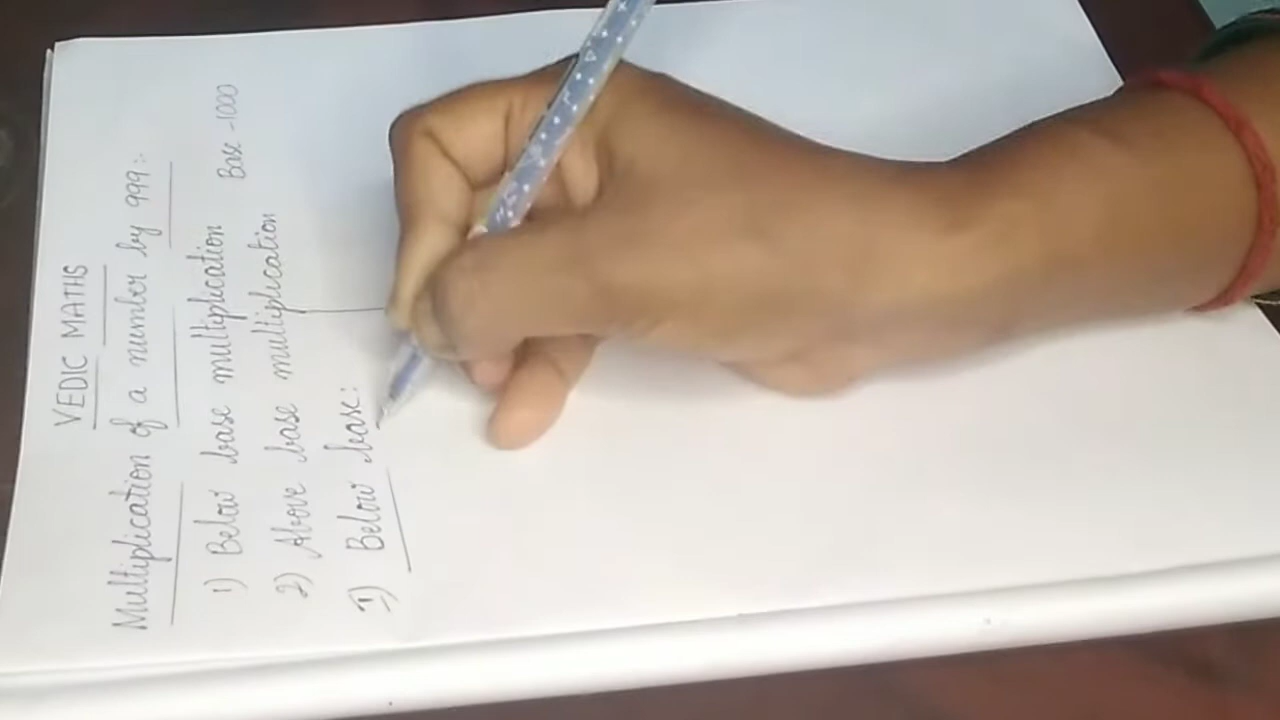 VEDIC MATHS
Multiplication of a number by 999:-
1) Below base multiplication Base -1000
2) Above base multiplication
I) Below base: